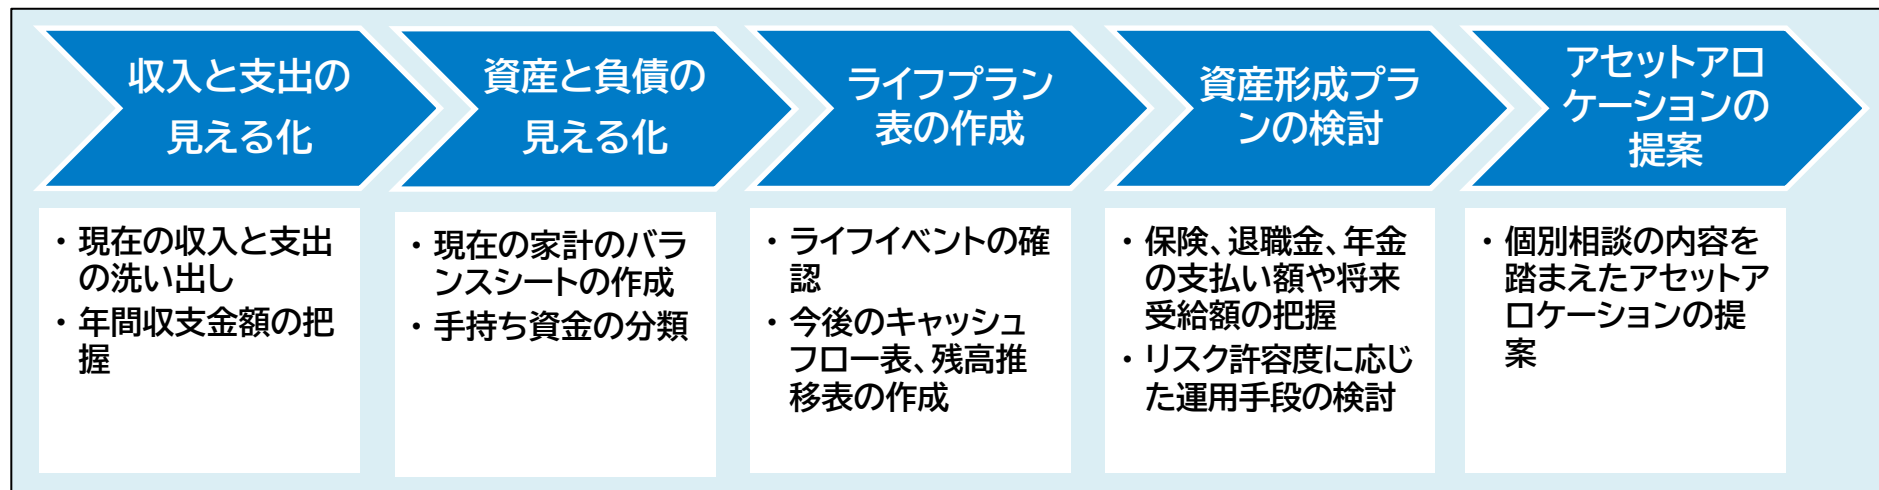 収入と支出の
見える化
・現在の収入と支出
の洗い出し
・年間収支金額の把
握
資産と負債の
見える化
・現在の家計のバラ
ンスシートの作成
・手持ち資金の分類
ライフプラン
表の作成
・ライフイベントの確
認
・今後のキャッシュ
フロー表、残高推
移表の作成
資産形成プラ
ンの検討
・保険、退職金、年金
の支払い額や将来
受給額の把握
・リスク許容度に応じ
た運用手段の検討
アセットアロ
ケーションの
提案
・個別相談の内容を
踏まえたアセットア
ロケーションの提
案